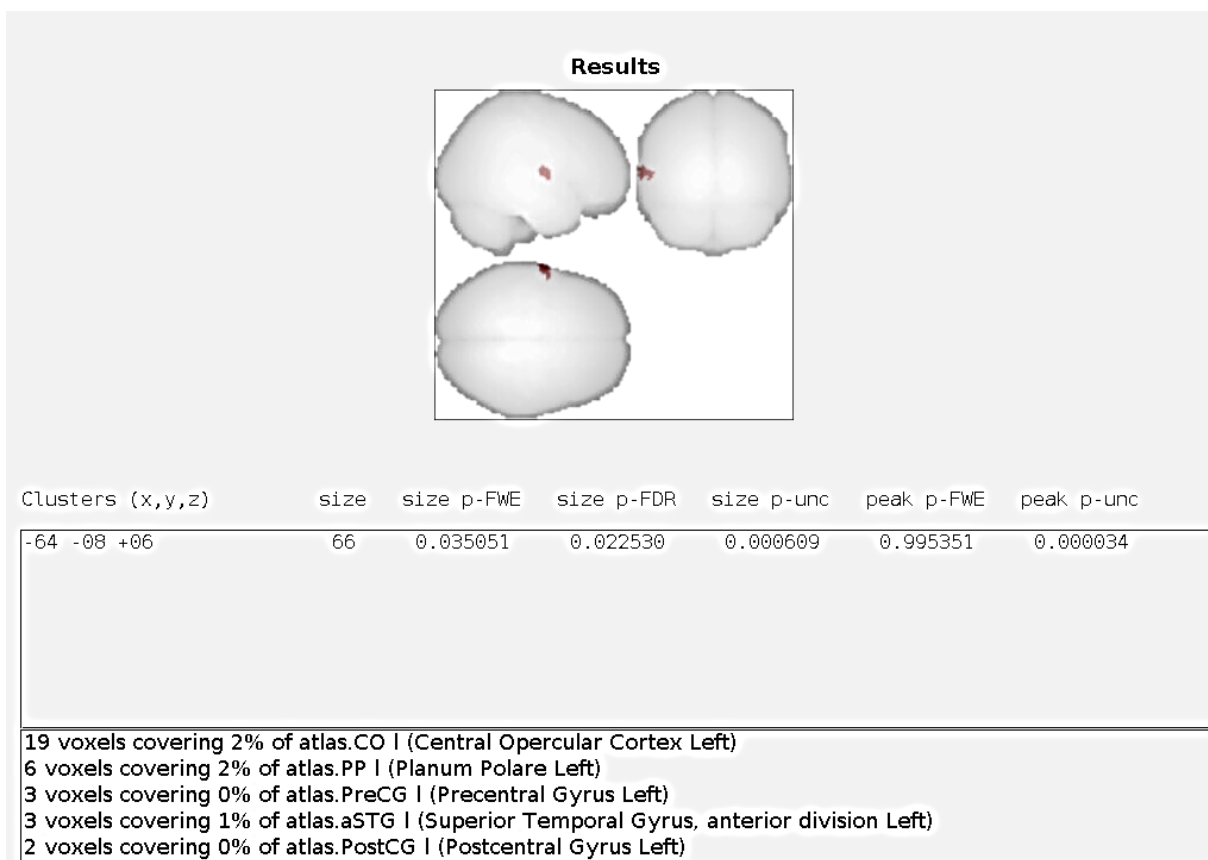 Results
Clusters (x,y,z) size size p-FWE size p-FDR size p-unc peak p-FWE peak p-unc
-64 -08 +06 66 0.035051 0.022530 0.000609 0.995351 0.000034
19 voxels covering 2% of atlas.CO l (Central Opercular Cortex Left)
6 voxels covering 2% of atlas.PP l (Planum Polare Left)
3 voxels covering 0% of atlas.PreCG l (Precentral Gyrus Left)
3 voxels covering 1% of atlas.aSTG l (Superior Temporal Gyrus, anterior division Left)
2 voxels covering 0% of atlas.PostCG l (Postcentral Gyrus Left)